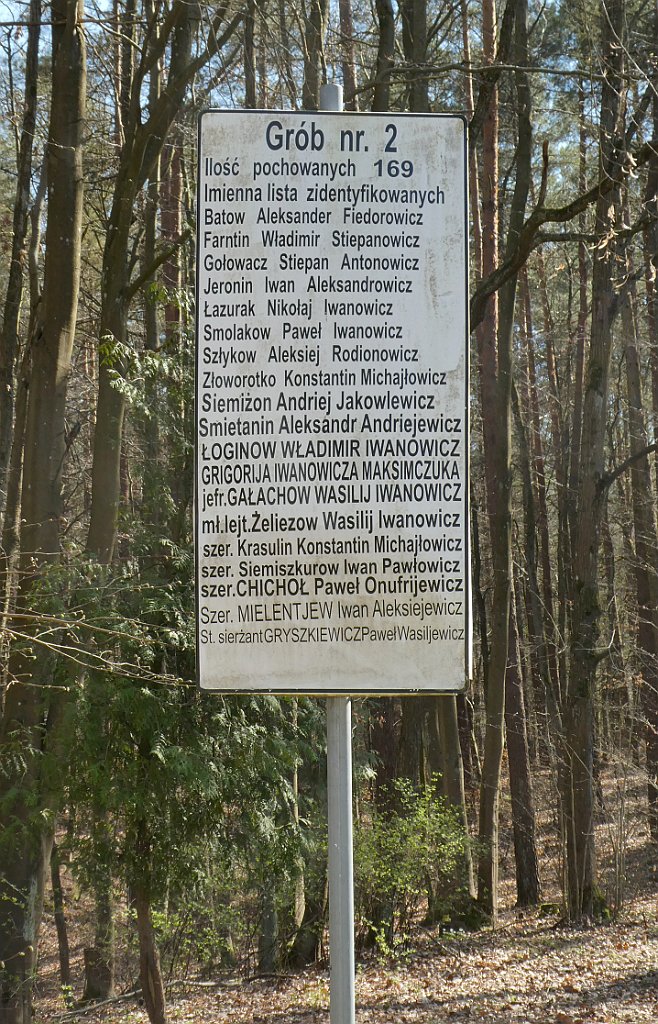 Grób nr. 2
Ilość pochowanych 169
Imienna lista zidentyfikowanych
Batow Aleksander Fiedorowicz
Farntin Władimir Stiepanowicz
Gołowacz Stiepan Antonowicz
Jeronin Iwan Aleksandrowicz
Łazurak Nikołaj Iwanowicz
Smolakow Paweł Iwanowicz
Szłykow Aleksiej Rodionowicz
Złoworotko Konstantin Michajłowicz
Siemiżon Andriej Jakowlewicz
Smietanin Aleksandr Andriejewicz
ŁOGINOW WŁADIMIR IWANOWICZ
GRIGORIJA IWANOWICZA MAKSIMCZUKA
jefr. GAŁACHOW WASILIJ IWANOWICZ
mł.lejt.Żeliezow Wasilij Iwanowicz
szer. Krasulin Konstantin Michajłowicz
szer. Siemiszkurow Iwan Pawłowicz
szer.CHICHOŁ Paweł Onufrijewicz
Szer. MIELENTJEW Iwan Aleksiejewicz
St. sierżant GRYSZKIEWICZ Paweł Wasiljewicz